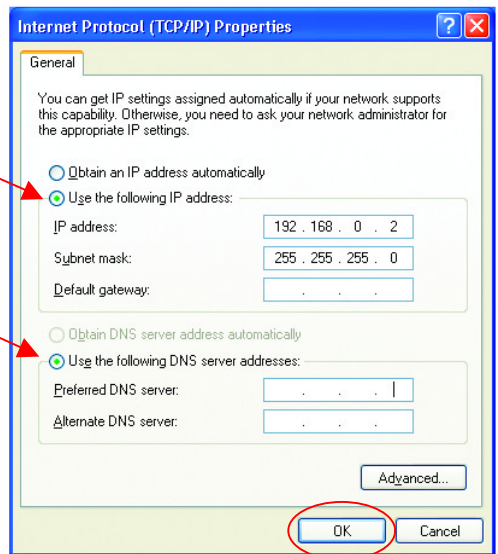 Internet Protocol (TCP/IP) Properties
General
You can get IP settings assigned automatically if your network supports
this capability. Otherwise, you need to ask your network administrator for
the appropriate IP settings.
Obtain an IP address automatically
Use the following IP address:
IP address: 192 . 168 . 0 . 2
Subnet mask: 255 . 255 . 255 . 0
Default gateway: . . .
Obtain DNS server address automatically
Use the following DNS server addresses:
Preferred DNS server: . . .
Alternate DNS server: . . .
Advanced...
OK Cancel